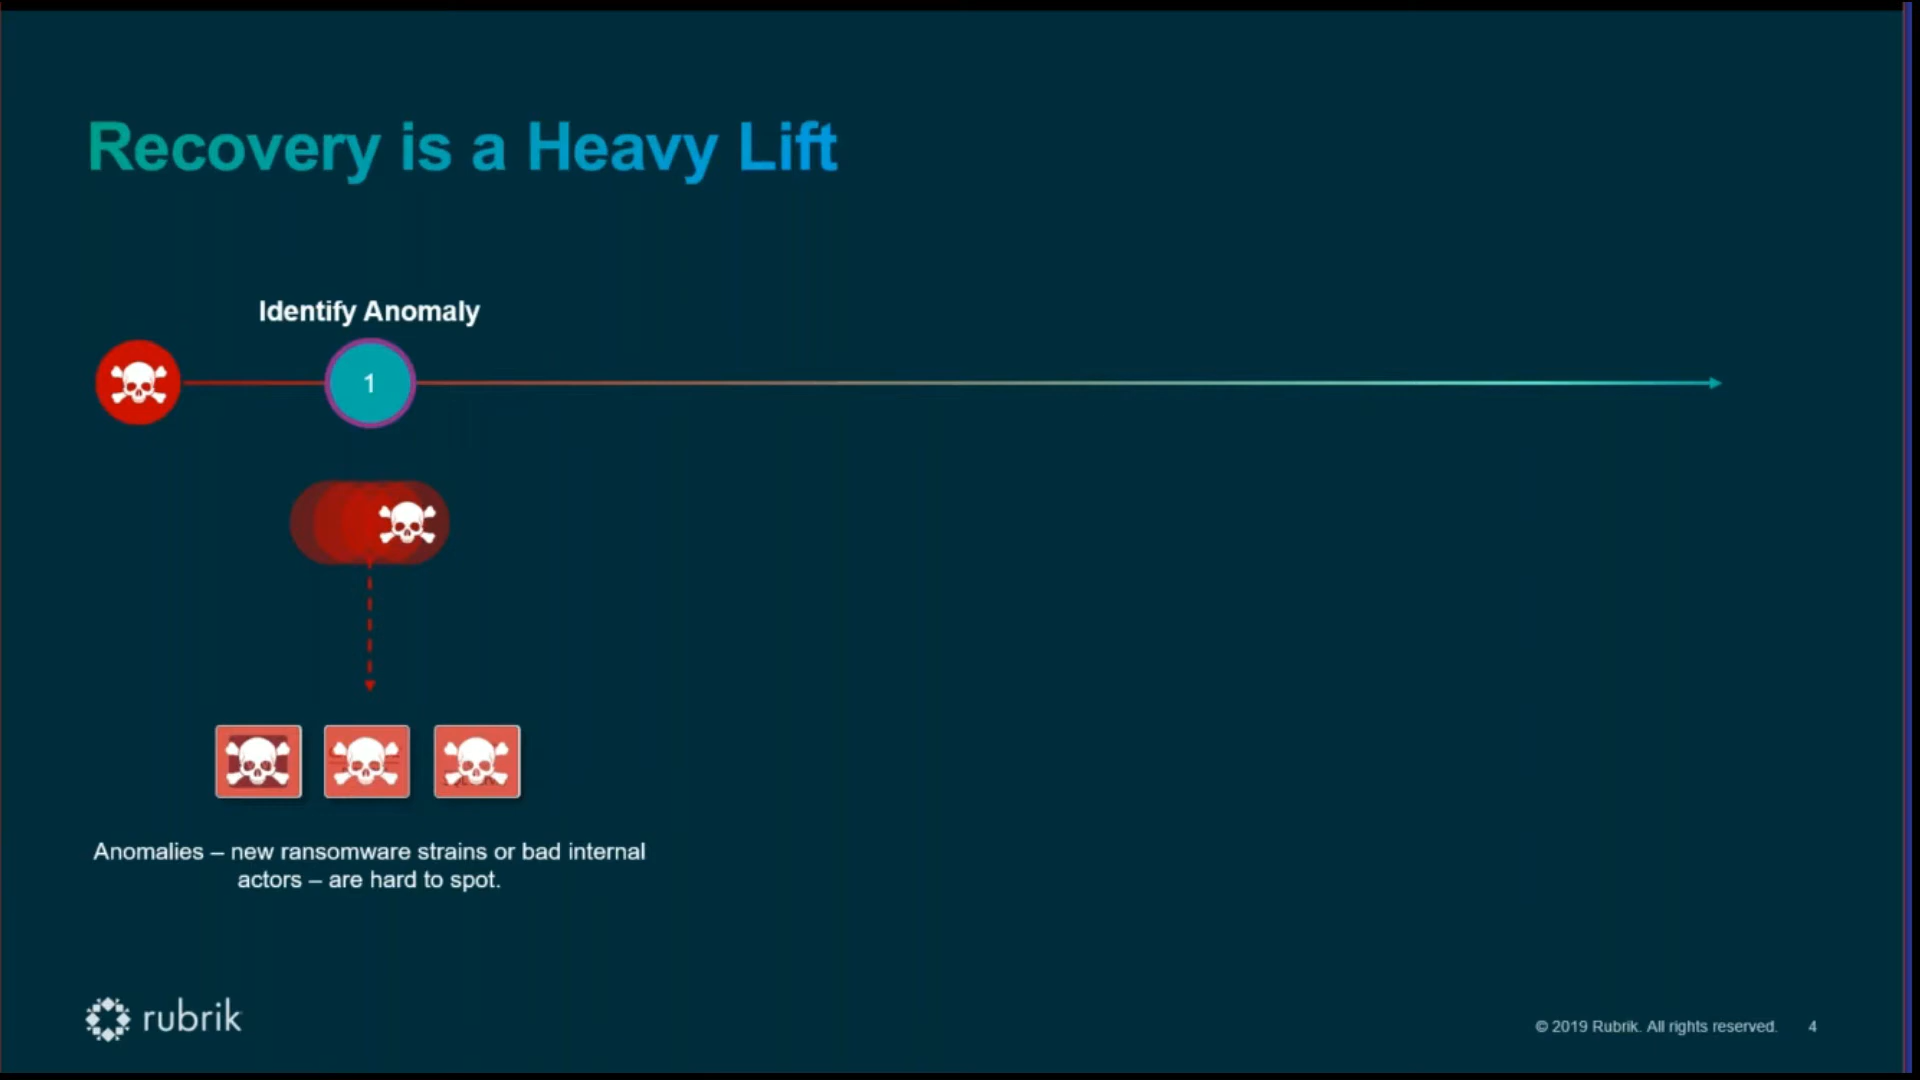 Recovery is a Heavy Lift
Identify Anomaly
1
Anomalies – new ransomware strains or bad internal
actors – are hard to spot.
rubrik
© 2019 Rubrik. All rights reserved. 4